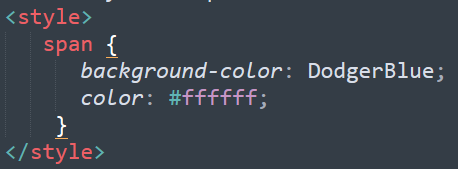 <style>
span {
background-color: DodgerBlue;
color: #ffffff;
}
</style>